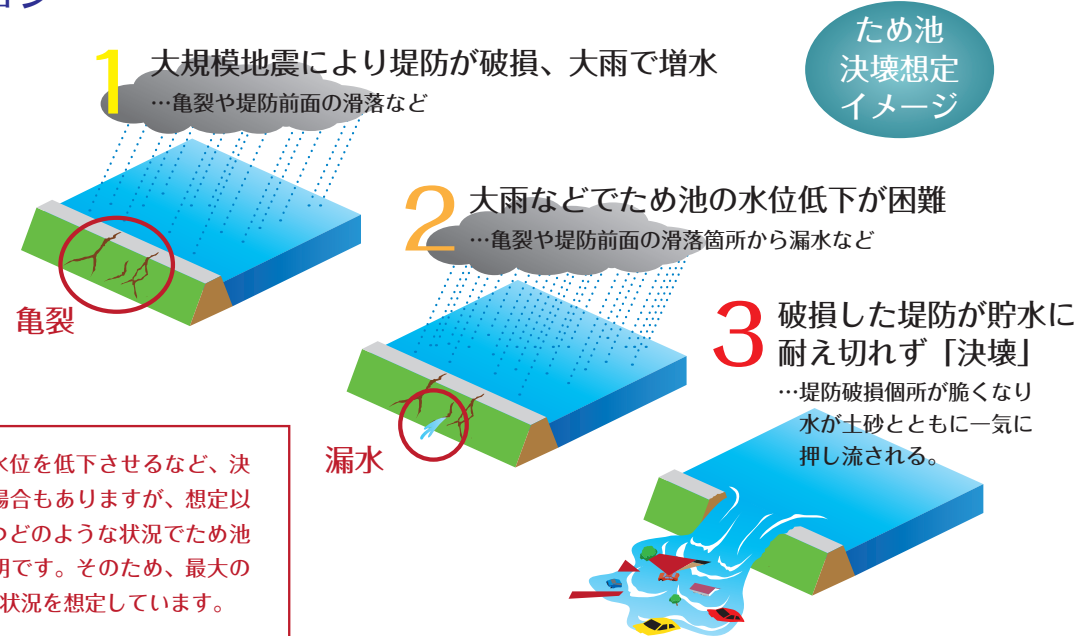 ョン
ため池
決壊想定
イメージ
1 大規模地震により堤防が破損、大雨で増水
…亀裂や堤防前面の滑落など
亀裂
2 大雨などでため池の水位低下が困難
…亀裂や堤防前面の滑落箇所から漏水など
漏水
3 破損した堤防が貯水に
耐え切れず「決壊」
…堤防破損個所が脆くなり
水が土砂とともに一気に
押し流される。
水位を低下させるなど、決
場合もありますが、想定以
つどのような状況でため池
明です。そのため、最大の
状況を想定しています。